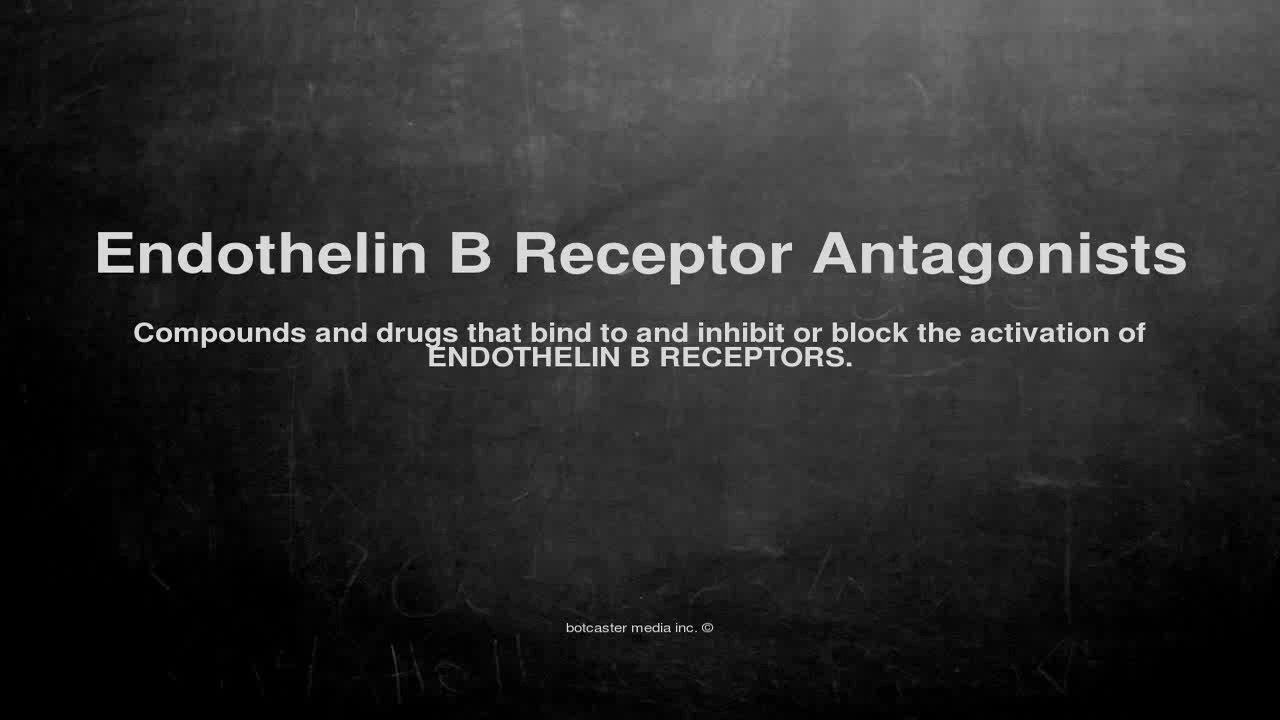 Endothelin B Receptor Antagonists
Compounds and drugs that bind to and inhibit or block the activation of
ENDOTHELIN B RECEPTORS.
botcaster media inc. ©